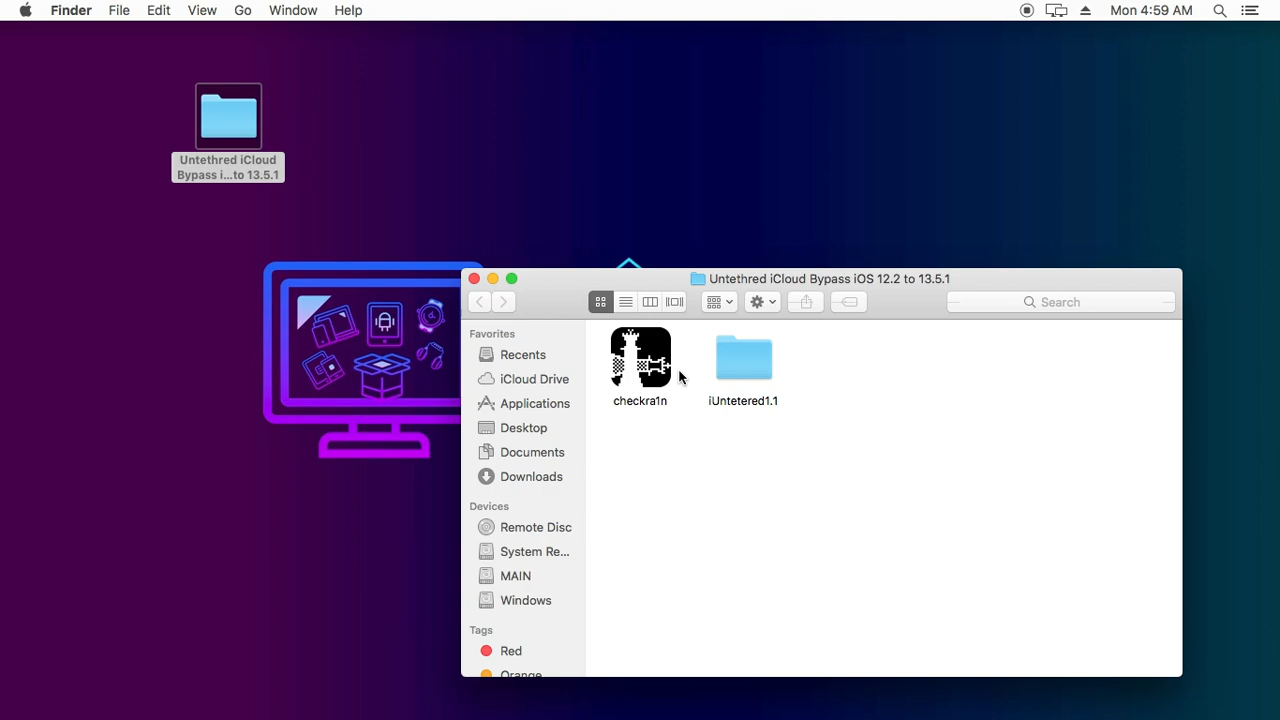 Finder File Edit View Go Window Help Mon 4:59 AM
Untethred iCloud
Bypass i...to 13.5.1
Untethred iCloud Bypass iOS 12.2 to 13.5.1
Search
Favorites
Recents
iCloud Drive
Applications
Desktop
Documents
Downloads
Devices
Remote Disc
System Re...
MAIN
Windows
Tags
Red
Orange
checkra1n
iUntetered1.1